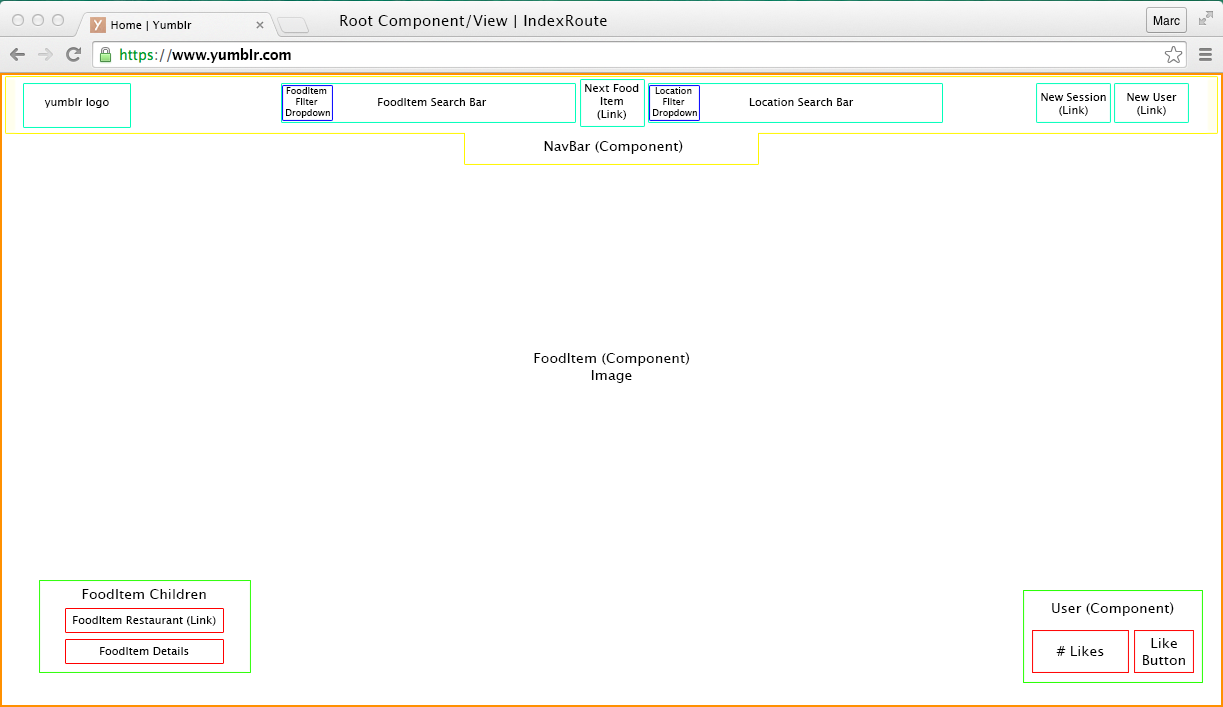 Home | Yumblr
Root Component/View | IndexRoute
Marc
https://www.yumblr.com
yumblr logo
FoodItem
FIlter
Dropdown
FoodItem Search Bar
Next Food
Item
(Link)
Location
FIlter
Dropdown
Location Search Bar
New Session
(Link)
New User
(Link)
NavBar (Component)
FoodItem (Component)
Image
FoodItem Children
FoodItem Restaurant (Link)
FoodItem Details
User (Component)
# Likes
Like
Button